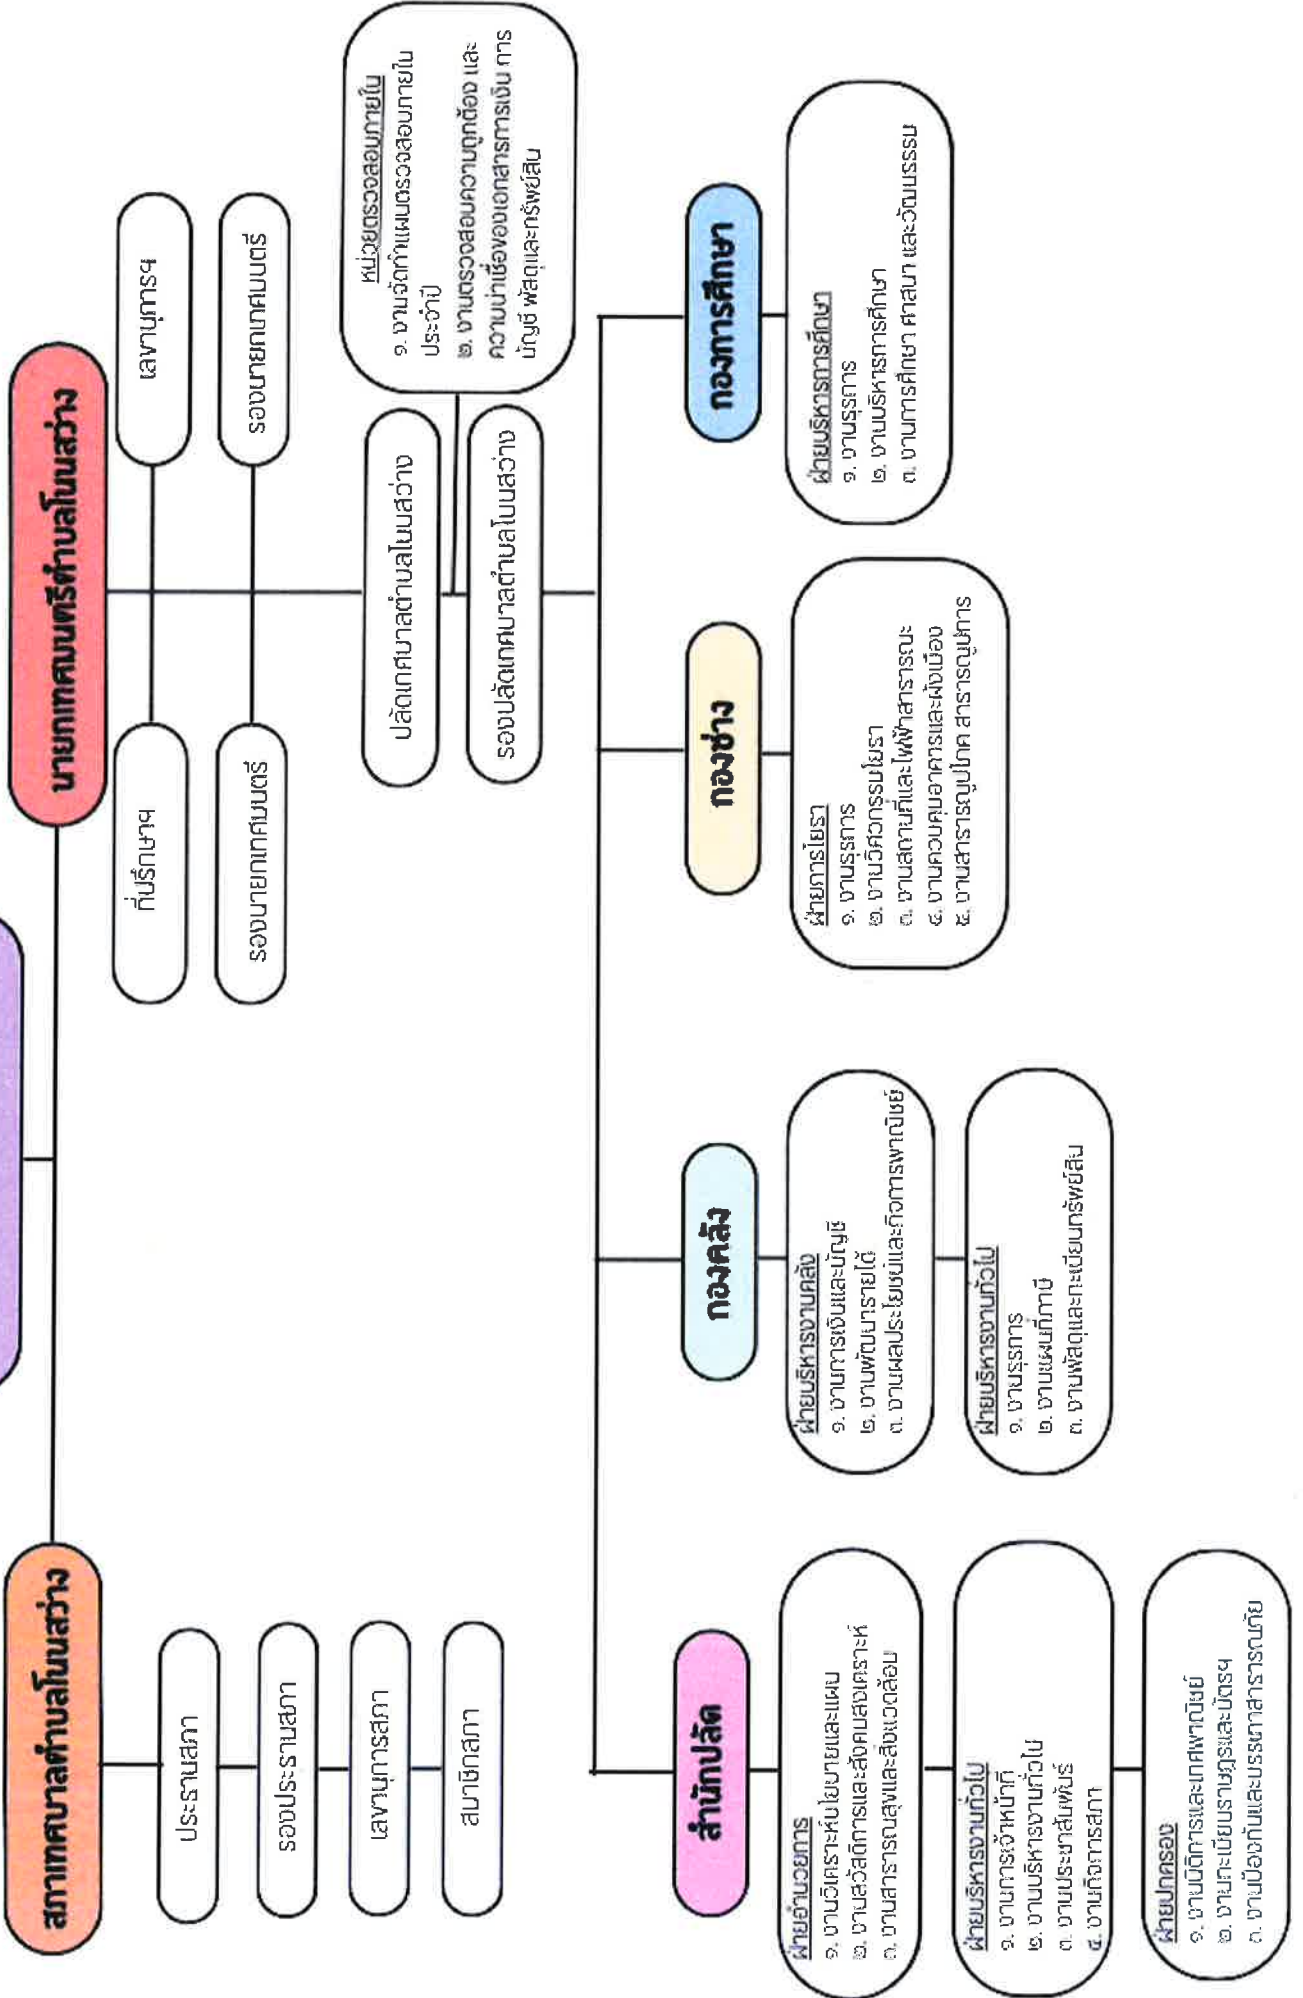 สภาเทศบาลตำบลโนนสว่าง
ประธานสภา
รองประธานสภา
เลขานุการสภา
สมาชิกสภา
นายกเทศมนตรีตำบลโนนสว่าง
ที่ปรึกษาฯ
เลขานุการฯ
รองนายกเทศมนตรี
รองนายกเทศมนตรี
ปลัดเทศบาลตำบลโนนสว่าง
หน่วยตรวจสอบภายใน
๑. งานจัดทำแผนตรวจสอบภายใน
ประจำปี
๒. งานตรวจสอบความถูกต้อง และ
ความน่าเชื่อของเอกสารการเงิน การ
บัญชี พัสดุและทรัพย์สิน
รองปลัดเทศบาลตำบลโนนสว่าง
สำนักปลัด
ฝ่ายอำนวยการ
๑. งานวิเคราะห์นโยบายและแผน
๒. งานสวัสดิการและสังคมสงเคราะห์
๓. งานสาธารณสุขและสิ่งแวดล้อม
ฝ่ายบริหารงานทั่วไป
๑. งานการเจ้าหน้าที่
๒. งานบริหารงานทั่วไป
๓. งานประชาสัมพันธ์
๔. งานกิจการสภา
ฝ่ายปกครอง
๑. งานนิติการและเทศพาณิชย์
๒. งานทะเบียนราษฎรและบัตรฯ
๓. งานป้องกันและบรรเทาสาธารณภัย
กองคลัง
ฝ่ายบริหารงานคลัง
๑. งานการเงินและบัญชี
๒. งานพัฒนารายได้
๓. งานผลประโยชน์และกิจการพาณิชย์
ฝ่ายบริหารงานทั่วไป
๑. งานธุรการ
๒. งานแผนที่ภาษี
๓. งานพัสดุและทะเบียนทรัพย์สิน
กองช่าง
ฝ่ายการโยธา
๑. งานธุรการ
๒. งานวิศวกรรมโยธา
๓. งานสถานที่และไฟฟ้าสาธารณะ
๔. งานควบคุมอาคารและผังเมือง
๕. งานสาธารณูปโภค สาธารณูปการ
กองการศึกษา
ฝ่ายบริหารการศึกษา
๑. งานธุรการ
๒. งานบริหารการศึกษา
๓. งานการศึกษา ศาสนา และวัฒนธรรม